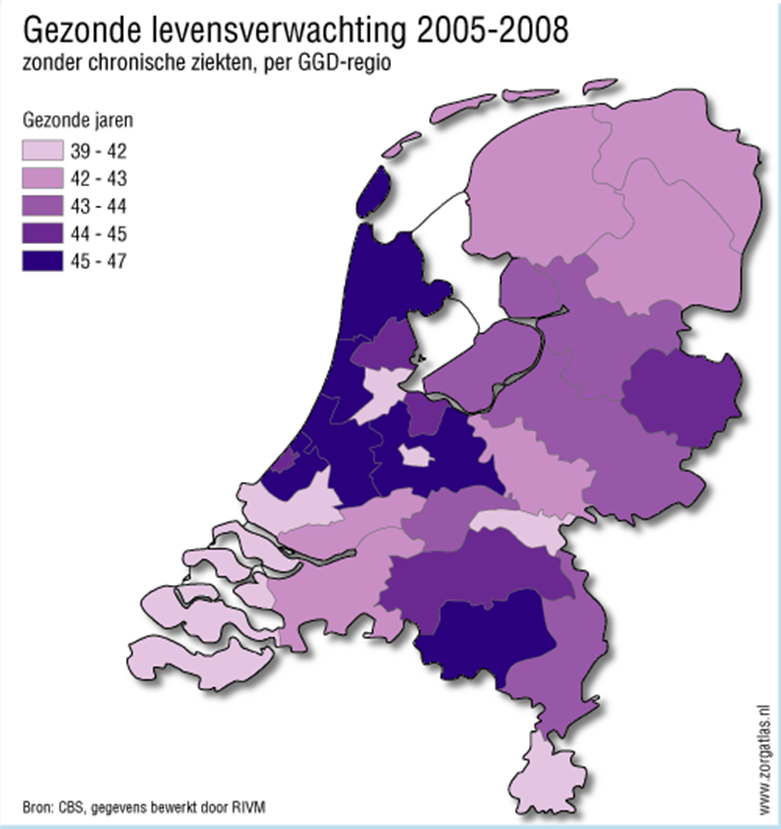 Gezonde levensverwachting 2005-2008
zonder chronische ziekten, per GGD-regio
Gezonde jaren
39 - 42
42 - 43
43 - 44
44 - 45
45 - 47
www.zorgatlas.nl
Bron: CBS, gegevens bewerkt door RIVM